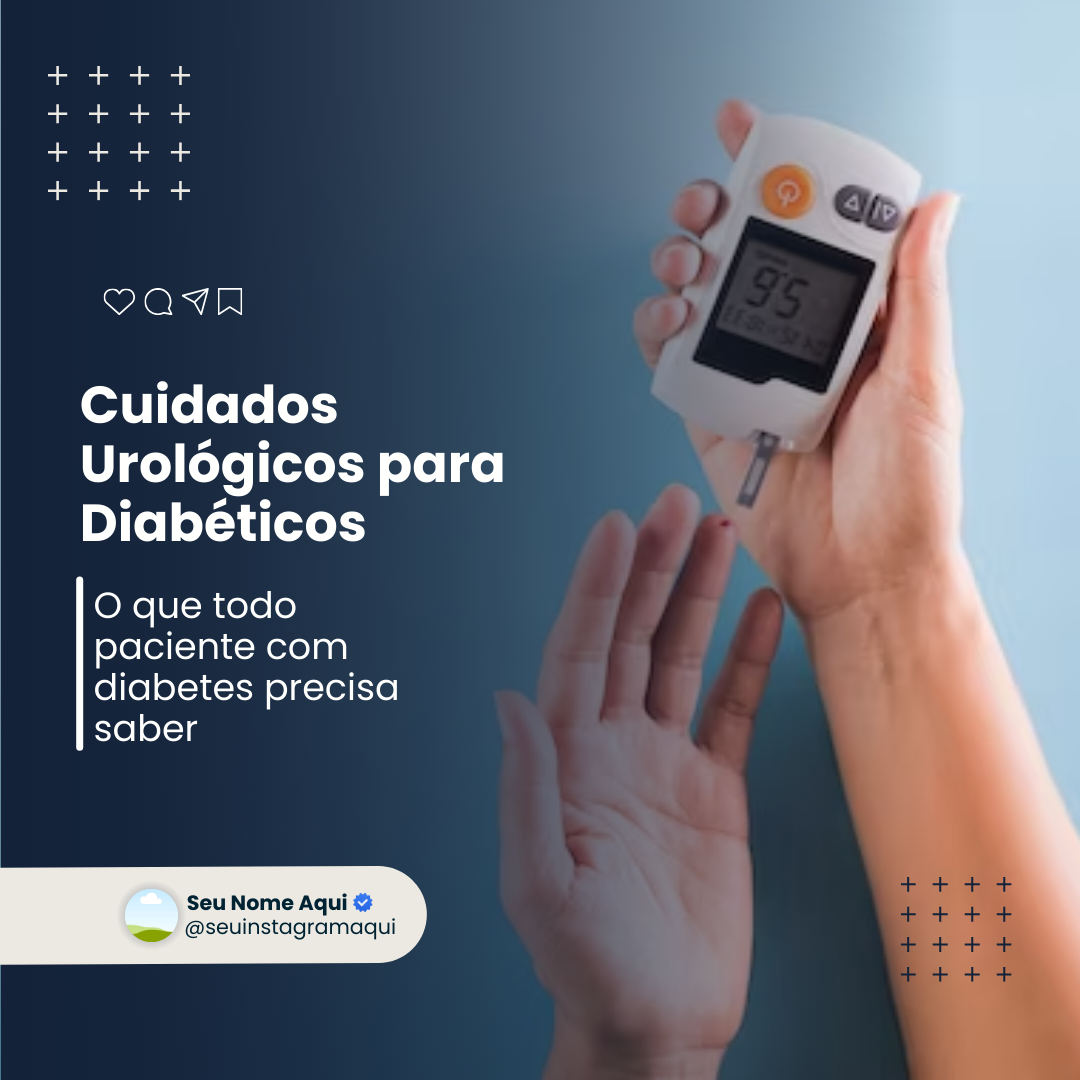 Cuidados
Urológicos para
Diabéticos
O que todo
paciente com
diabetes precisa
saber
Seu Nome Aqui
@seuinstagramaqui